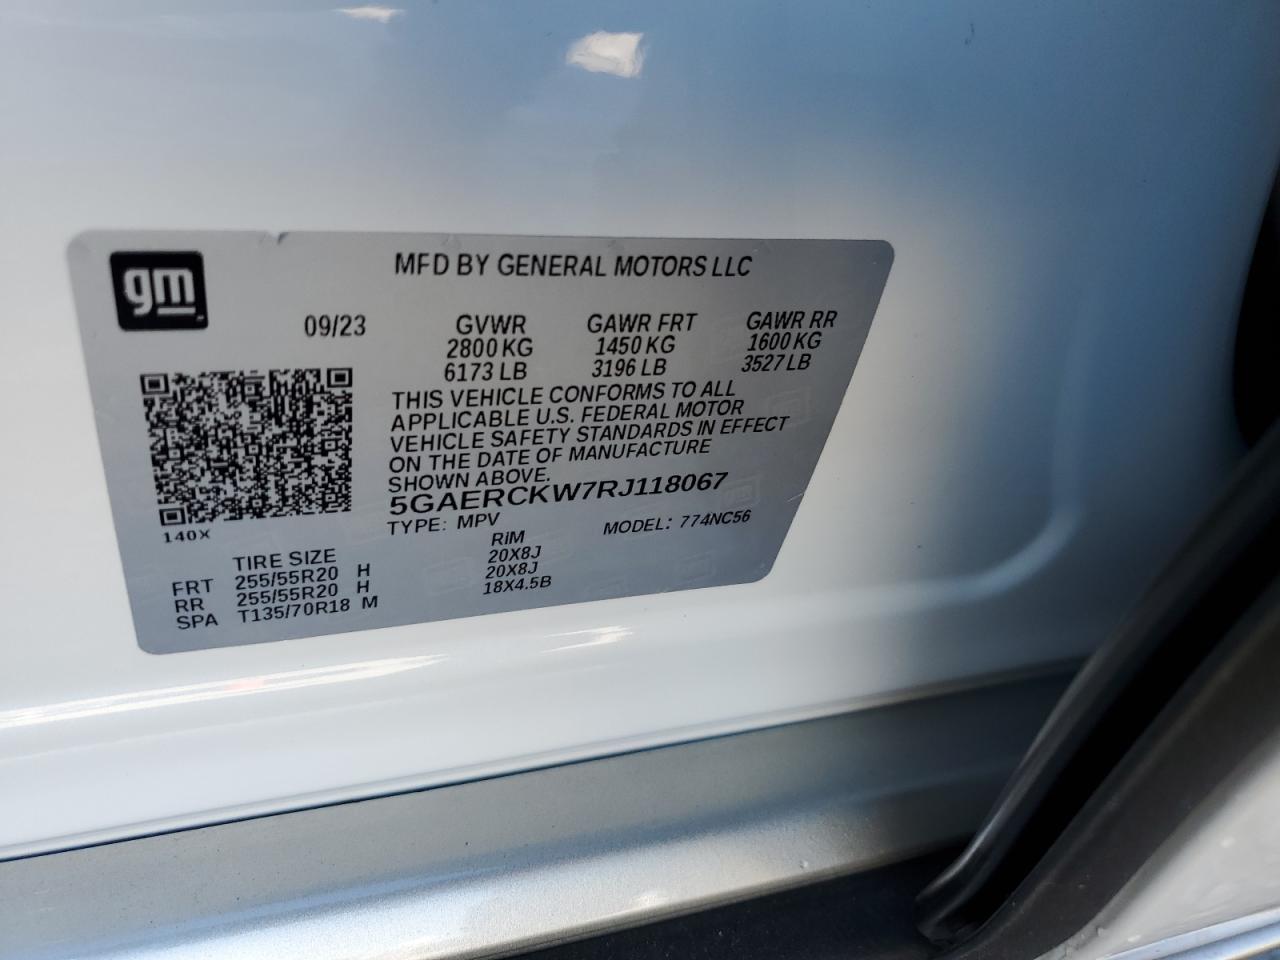 gm
MFD BY GENERAL MOTORS LLC
09/23 GVWR GAWR FRT GAWR RR
2800 KG 1450 KG 1600 KG
6173 LB 3196 LB 3527 LB
THIS VEHICLE CONFORMS TO ALL
APPLICABLE U.S. FEDERAL MOTOR
VEHICLE SAFETY STANDARDS IN EFFECT
ON THE DATE OF MANUFACTURE
SHOWN ABOVE.
5GAERCKW7RJ118067
140X
TYPE: MPV MODEL: 774NC56
TIRE SIZE RIM
FRT 255/55R20 H 20X8J
RR 255/55R20 H 20X8J
SPA T135/70R18 M 18X4.5B